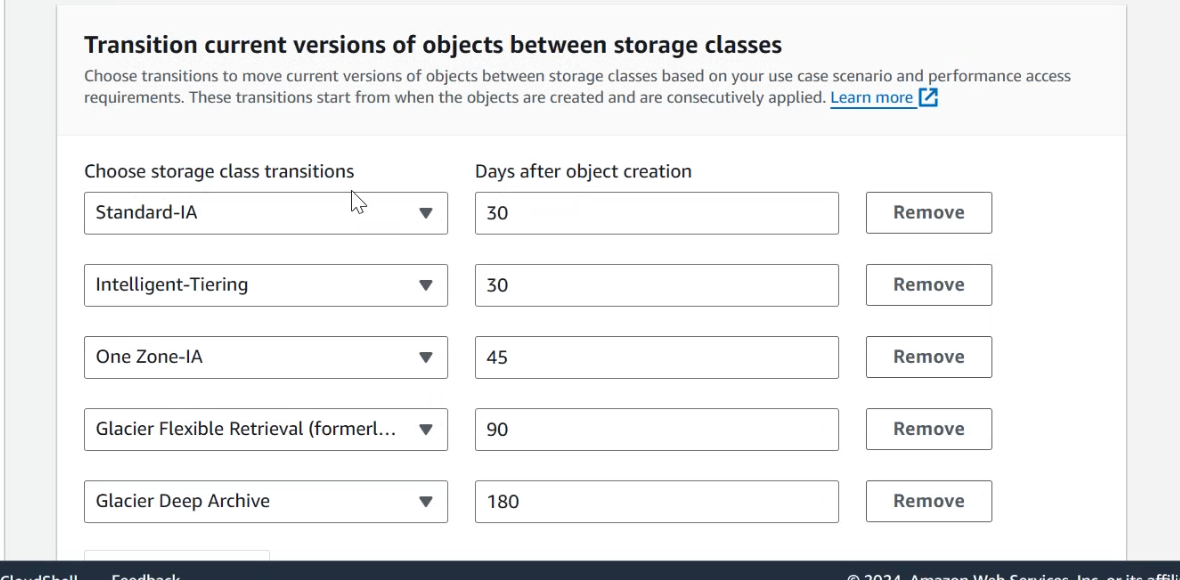 Transition current versions of objects between storage classes
Choose transitions to move current versions of objects between storage classes based on your use case scenario and performance access
requirements. These transitions start from when the objects are created and are consecutively applied. Learn more
Choose storage class transitions Days after object creation
Standard-IA 30 Remove
Intelligent-Tiering 30 Remove
One Zone-IA 45 Remove
Glacier Flexible Retrieval (formerl... 90 Remove
Glacier Deep Archive 180 Remove
CloudShell Feedback © 2024, Amazon Web Services, Inc. or its affili